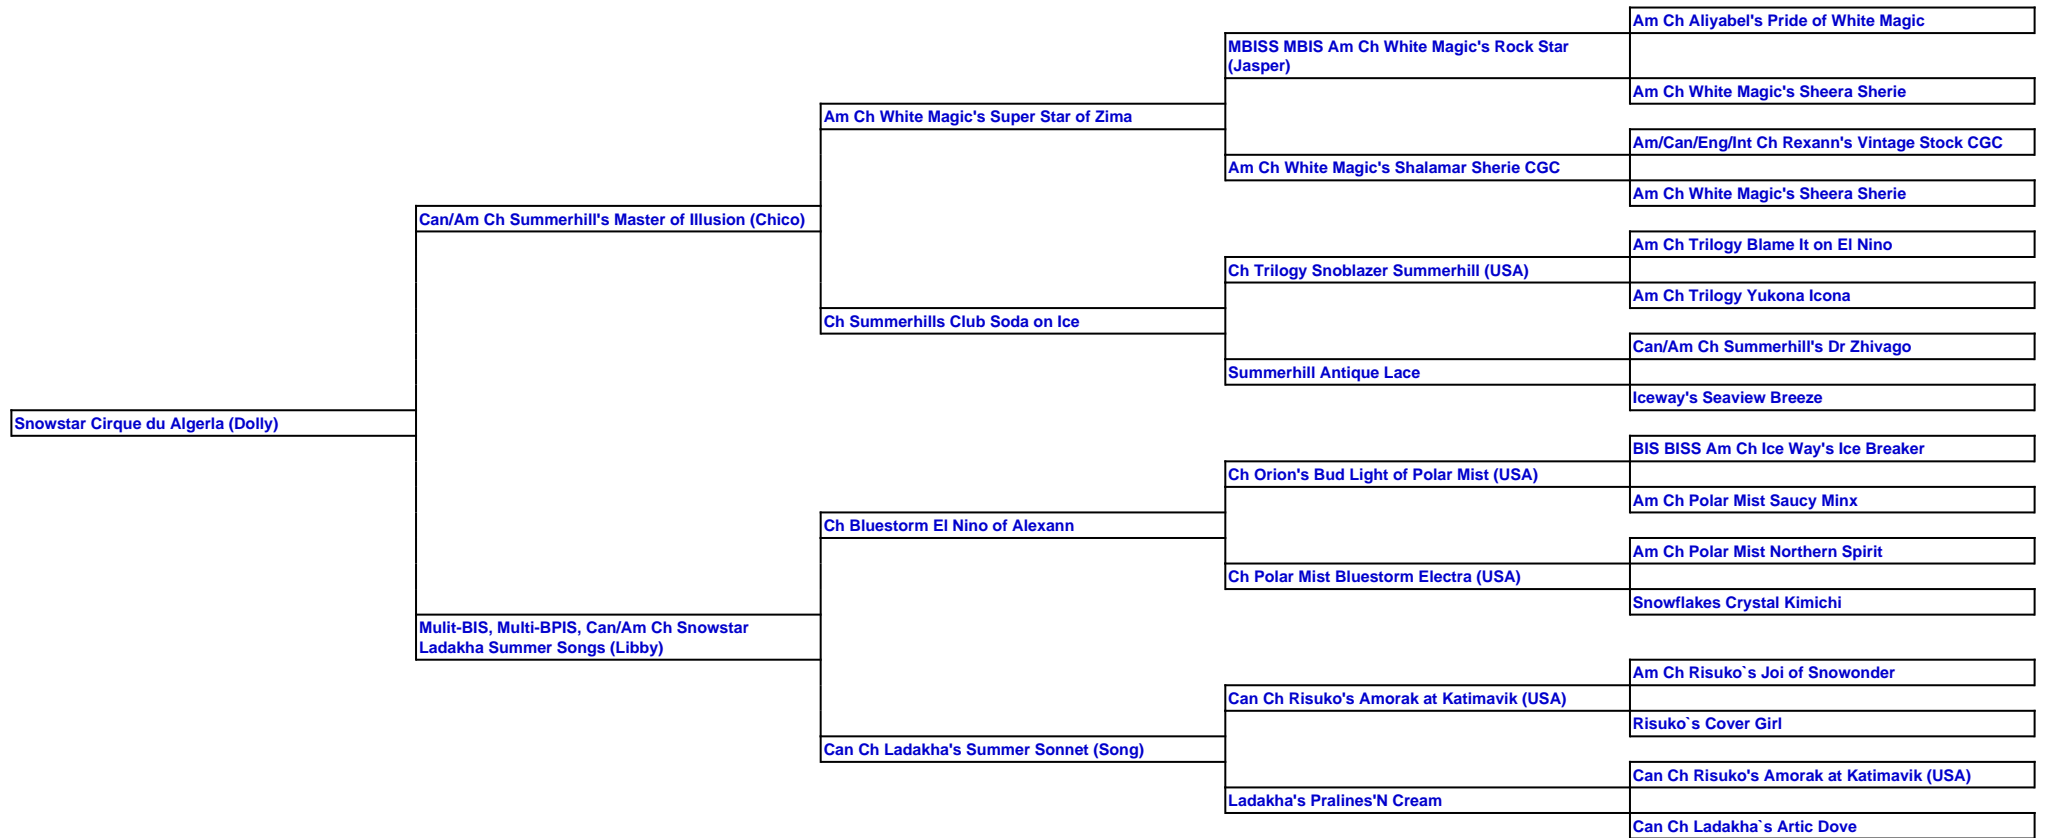 Am Ch Aliyabel's Pride of White Magic
MBISS MBIS Am Ch White Magic's Rock Star
(Jasper)
Am Ch White Magic's Sheera Sherie
Am Ch White Magic's Super Star of Zima
Am/Can/Eng/Int Ch Rexann's Vintage Stock CGC
Am Ch White Magic's Shalamar Sherie CGC
Am Ch White Magic's Sheera Sherie
Can/Am Ch Summerhill's Master of Illusion (Chico)
Am Ch Trilogy Blame It on El Nino
Ch Trilogy Snoblazer Summerhill (USA)
Am Ch Trilogy Yukona Icona
Ch Summerhills Club Soda on Ice
Can/Am Ch Summerhill's Dr Zhivago
Summerhill Antique Lace
Iceway's Seaview Breeze
Snowstar Cirque du Algerla (Dolly)
BIS BISS Am Ch Ice Way's Ice Breaker
Ch Orion's Bud Light of Polar Mist (USA)
Am Ch Polar Mist Saucy Minx
Ch Bluestorm El Nino of Alexann
Am Ch Polar Mist Northern Spirit
Ch Polar Mist Bluestorm Electra (USA)
Snowflakes Crystal Kimichi
Mulit-BIS, Multi-BPIS, Can/Am Ch Snowstar
Ladakha Summer Songs (Libby)
Am Ch Risuko`s Joi of Snowonder
Can Ch Risuko's Amorak at Katimavik (USA)
Risuko`s Cover Girl
Can Ch Ladakha's Summer Sonnet (Song)
Can Ch Risuko's Amorak at Katimavik (USA)
Ladakha's Pralines'N Cream
Can Ch Ladakha`s Artic Dove